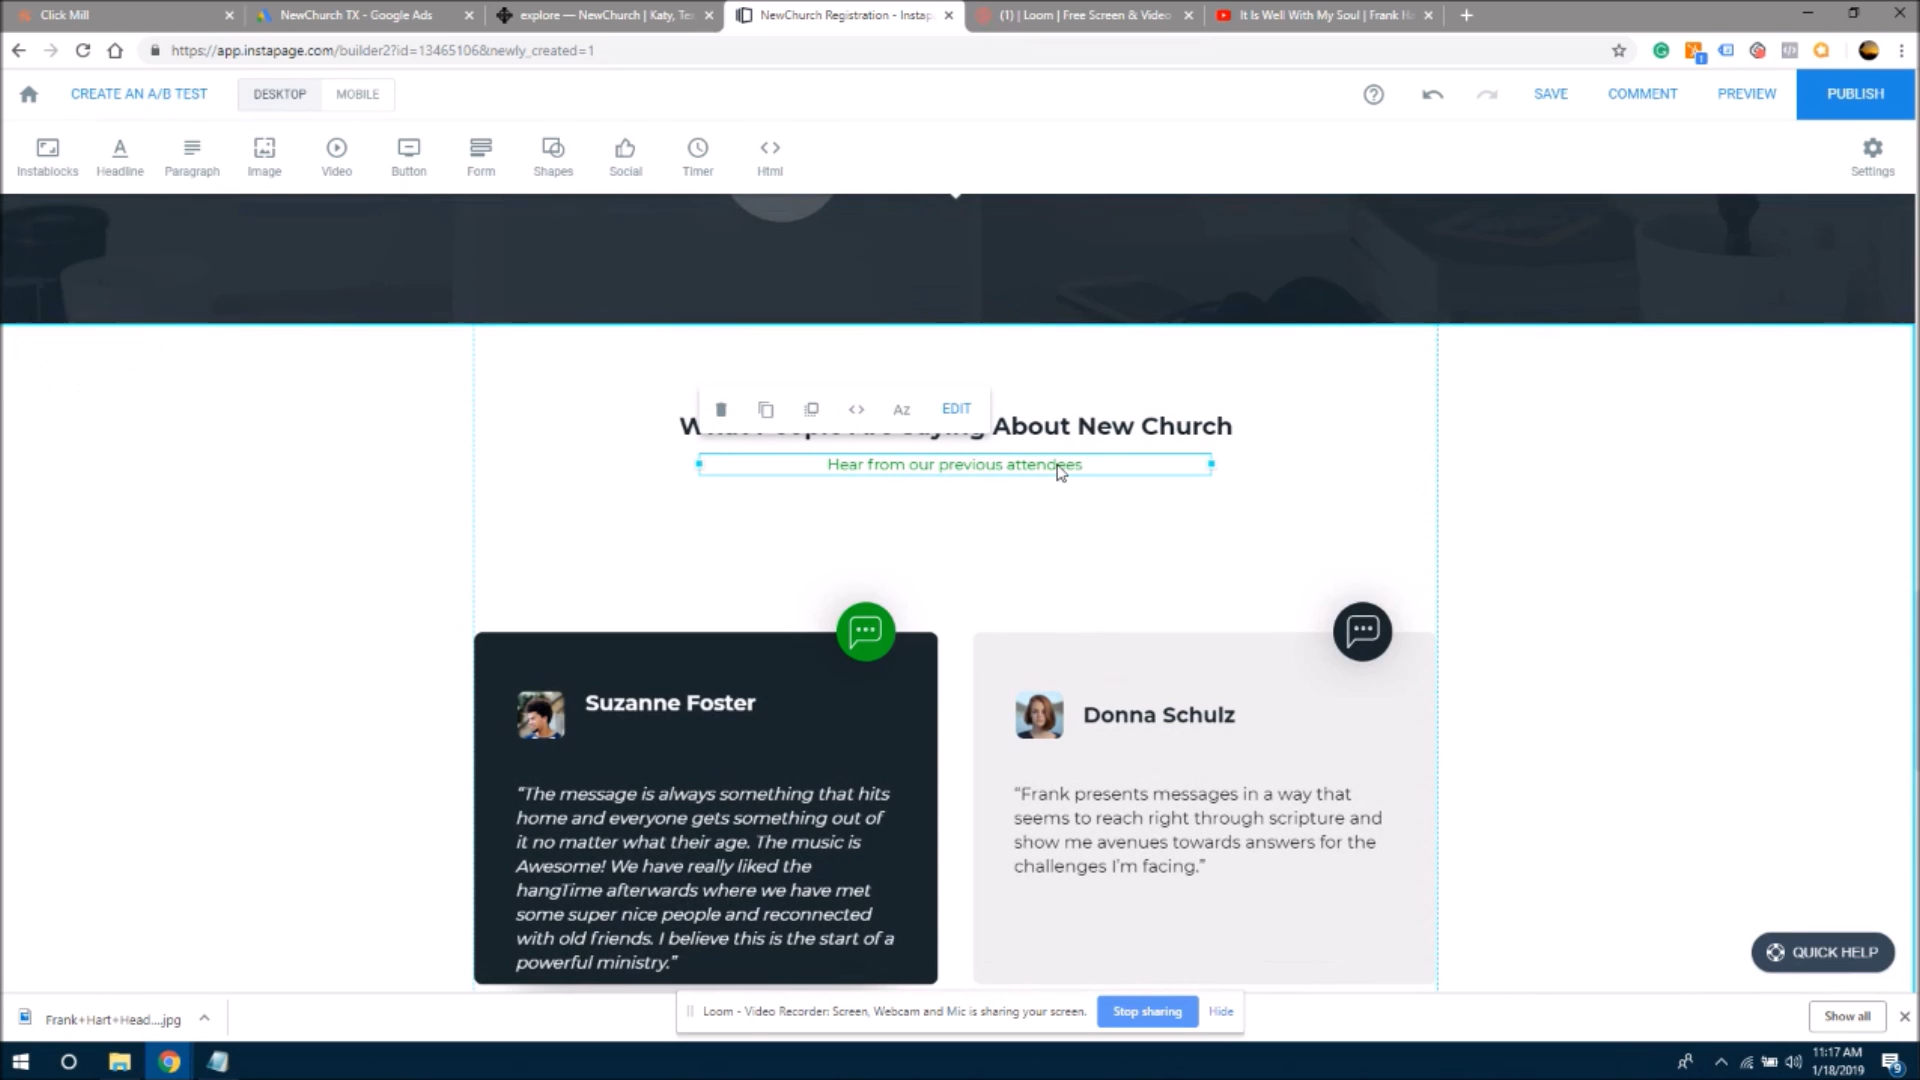 Click Mill
NewChurch TX - Google Ads
explore — NewChurch | Katy, Te
NewChurch Registration - Instap
(1) | Loom | Free Screen & Video
It Is Well With My Soul | Frank H
https://app.instapage.com/builder2?id=13465106&newly_created=1
CREATE AN A/B TEST
DESKTOP
MOBILE
SAVE
COMMENT
PREVIEW
PUBLISH
Instablocks
Headline
Paragraph
Image
Video
Button
Form
Shapes
Social
Timer
Html
Settings
AZ
EDIT
What People Are Saying About New Church
Hear from our previous attendees
Suzanne Foster
Donna Schulz
“The message is always something that hits
home and everyone gets something out of
it no matter what their age. The music is
Awesome! We have really liked the
hangTime afterwards where we have met
some super nice people and reconnected
with old friends. I believe this is the start of a
powerful ministry.”
“Frank presents messages in a way that
seems to reach right through scripture and
show me avenues towards answers for the
challenges I’m facing.”
QUICK HELP
Frank+Hart+Head....jpg
Loom - Video Recorder: Screen, Webcam and Mic is sharing your screen.
Stop sharing
Hide
Show all
11:17 AM
1/18/2019